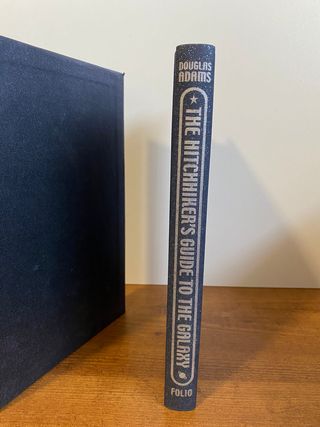 DOUGLAS
ADAMS
THE HITCHHIKER'S GUIDE TO THE GALAXY
FOLIO